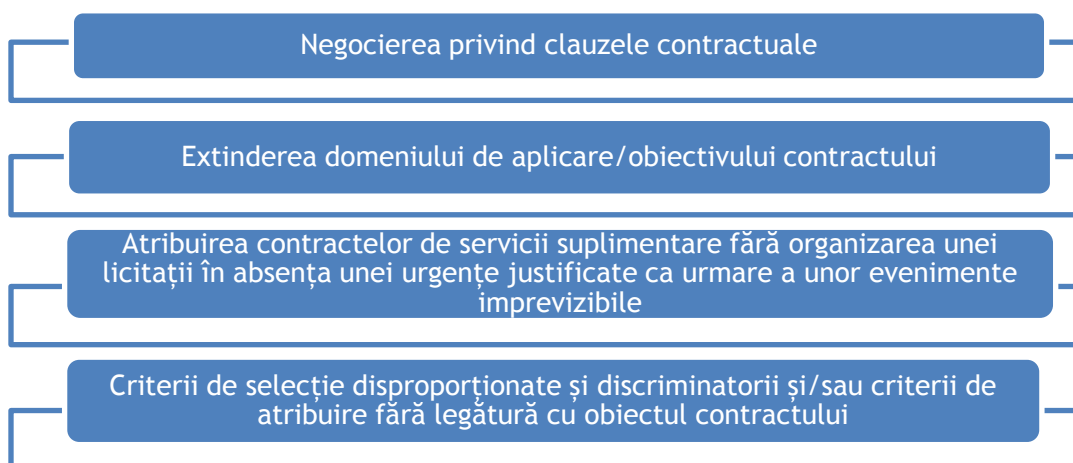 Negocierea privind clauzele contractuale
Extinderea domeniului de aplicare/obiectivului contractului
Atribuirea contractelor de servicii suplimentare fără organizarea unei
licitații în absența unei urgențe justificate ca urmare a unor evenimente
imprevizibile
Criterii de selecție disproporționate și discriminatorii și/sau criterii de
atribuire fără legătură cu obiectul contractului